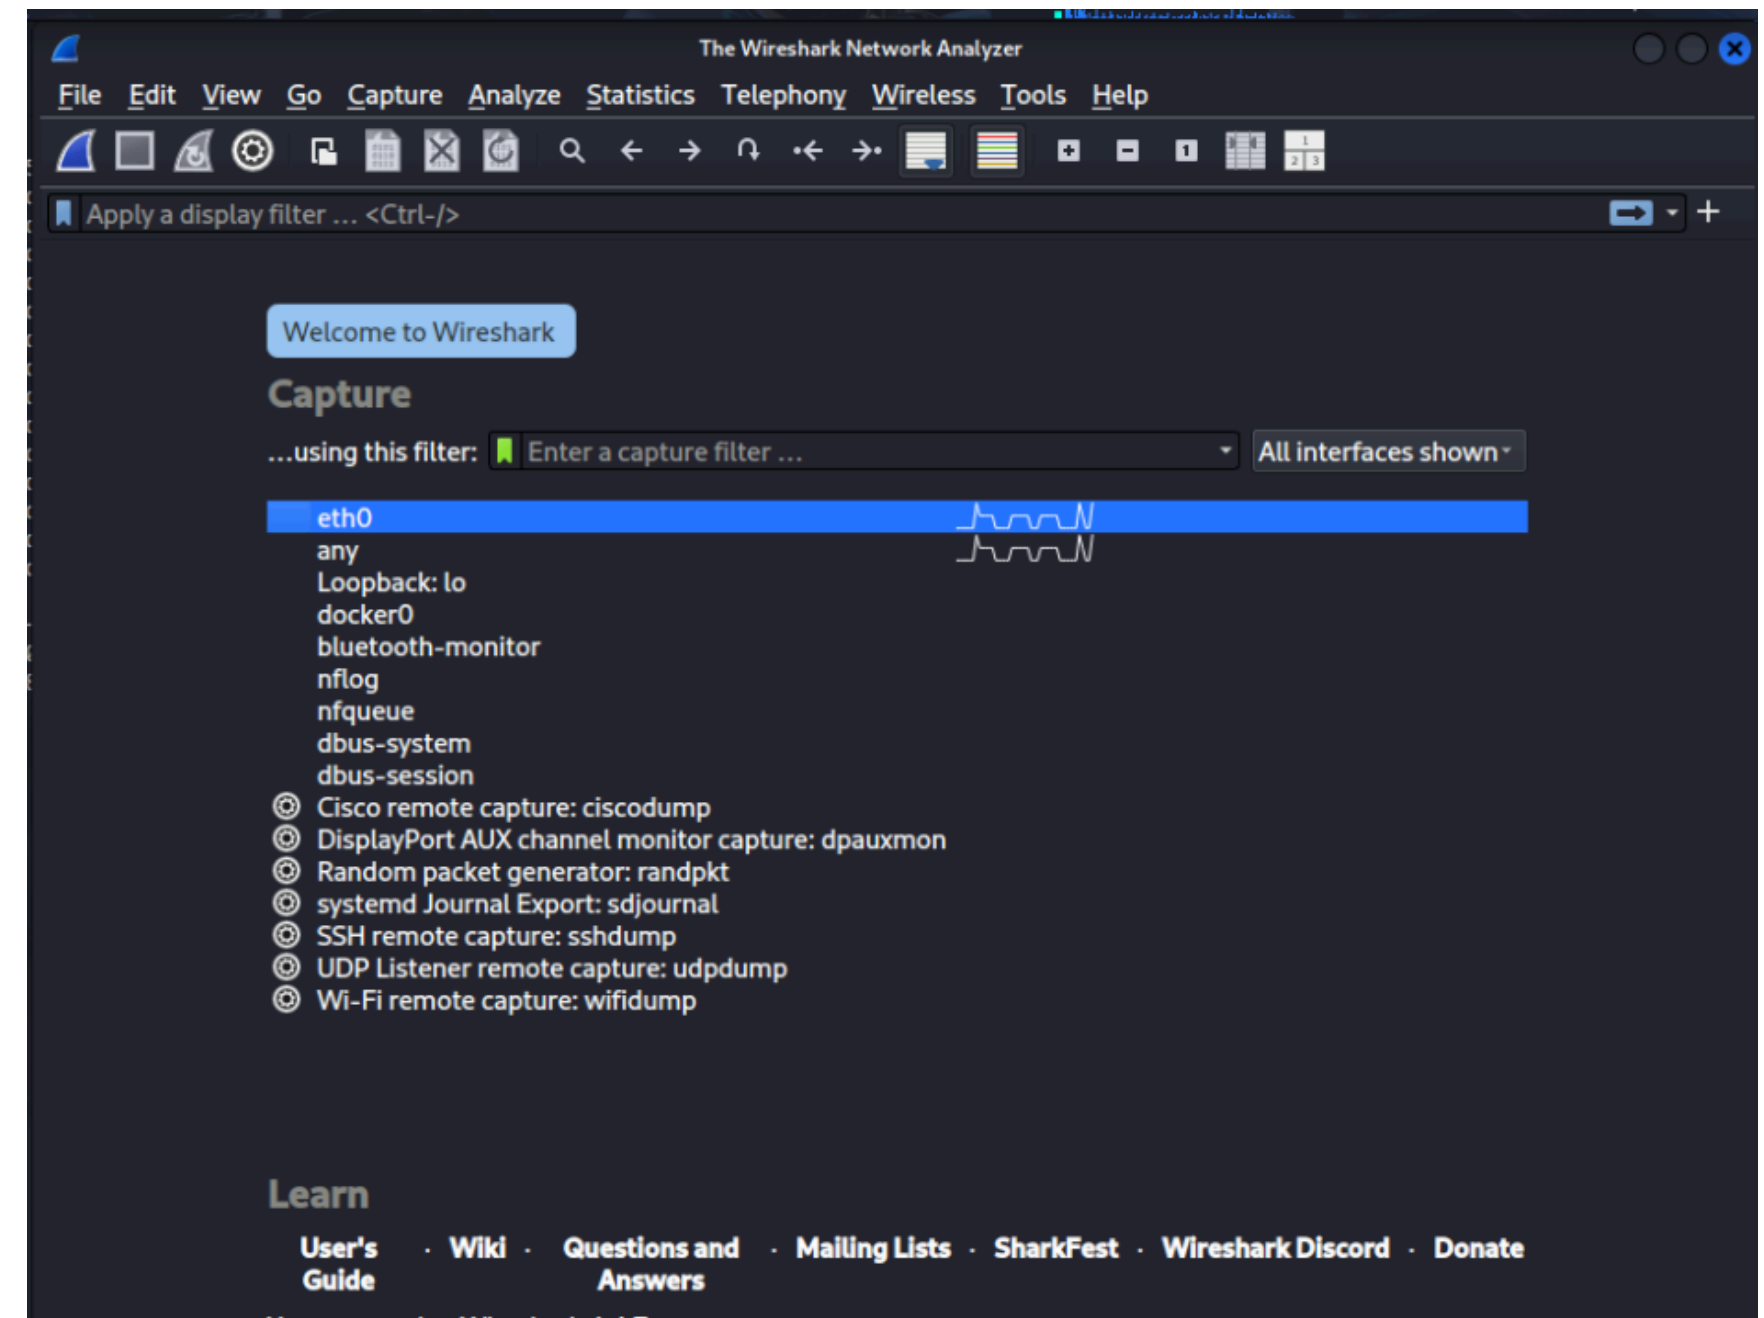 The Wireshark Network Analyzer
File Edit View Go Capture Analyze Statistics Telephony Wireless Tools Help
1
1
2 3
Apply a display filter … <Ctrl-/>
Welcome to Wireshark
Capture
…using this filter: Enter a capture filter … All interfaces shown
eth0
any
Loopback: lo
docker0
bluetooth-monitor
nflog
nfqueue
dbus-system
dbus-session
Cisco remote capture: ciscodump
DisplayPort AUX channel monitor capture: dpauxmon
Random packet generator: randpkt
systemd Journal Export: sdjournal
SSH remote capture: sshdump
UDP Listener remote capture: udpdump
Wi-Fi remote capture: wifidump
Learn
User's Guide · Wiki · Questions and Answers · Mailing Lists · SharkFest · Wireshark Discord · Donate